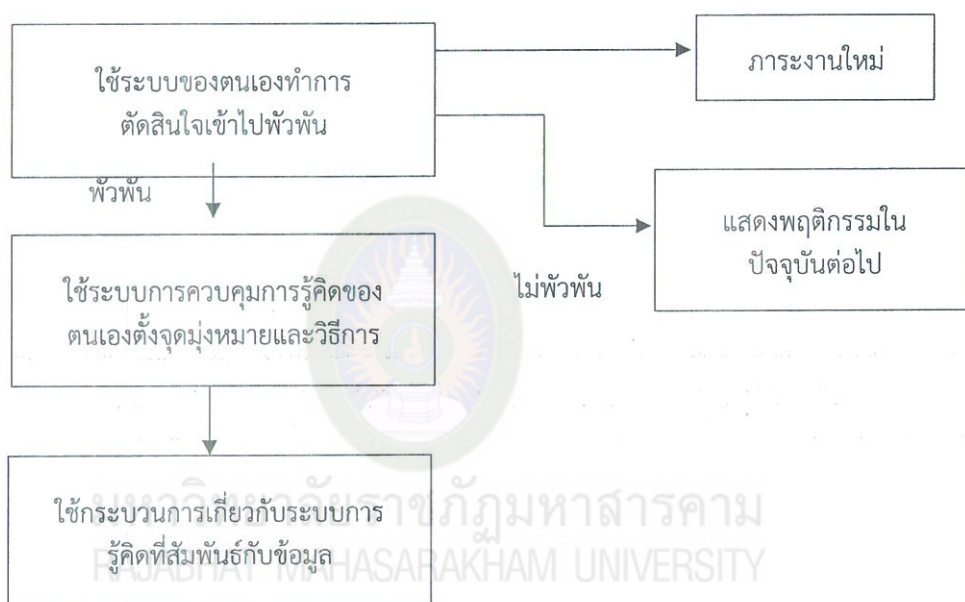 ใช้ระบบของตนเองทำการ
ตัดสินใจเข้าไปพัวพัน
ภาระงานใหม่
พัวพัน
แสดงพฤติกรรมใน
ปัจจุบันต่อไป
ไม่พัวพัน
ใช้ระบบการควบคุมการรู้คิดของ
ตนเองตั้งจุดมุ่งหมายและวิธีการ
ใช้กระบวนการเกี่ยวกับระบบการ
รู้คิดที่สัมพันธ์กับข้อมูล
มหาวิทยาลัยราชภัฏมหาสารคาม
RAJABHAT MAHASARAKHAM UNIVERSITY